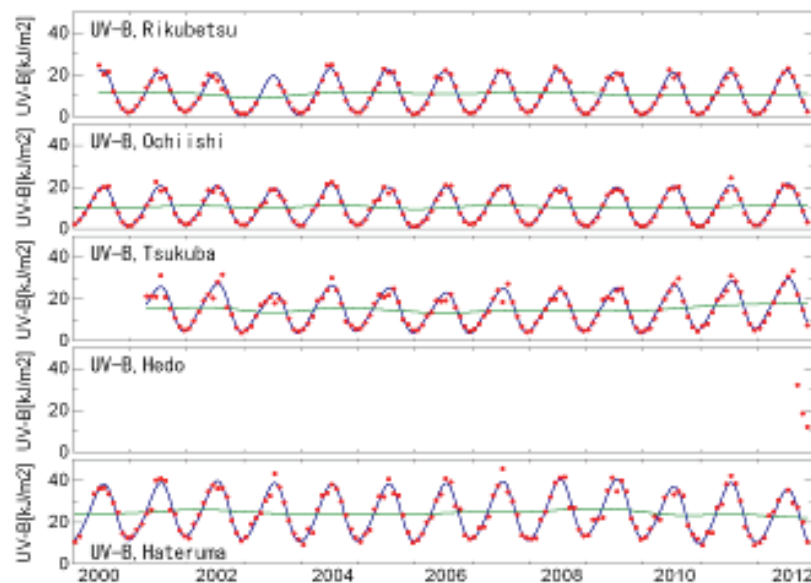 UV-B[kJ/m2]
40
20
0
UV-B, Rikubetsu
UV-B[kJ/m2]
40
20
0
UV-B, Ochiishi
UV-B[kJ/m2]
40
20
0
UV-B, Tsukuba
UV-B[kJ/m2]
40
20
0
UV-B, Hedo
UV-B[kJ/m2]
40
20
0
UV-B, Hateruma
2000 2002 2004 2006 2008 2010 2012